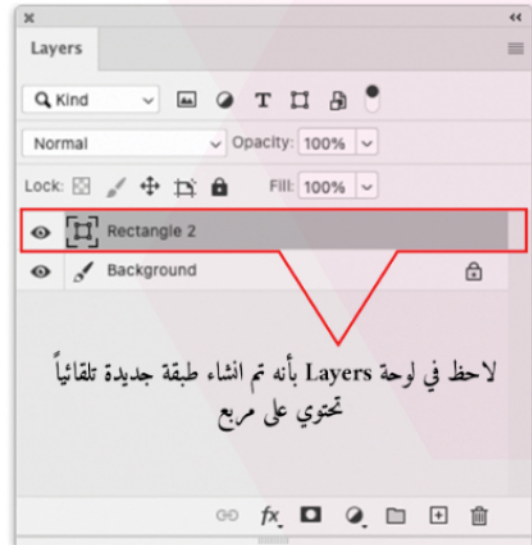 Layers
Kind
Normal Opacity: 100%
Lock: Fill: 100%
Rectangle 2
Background
لاحظ في لوحة Layers بأنه تم انشاء طبقة جديدة تلقائياً
تحتوي على مربع
fx